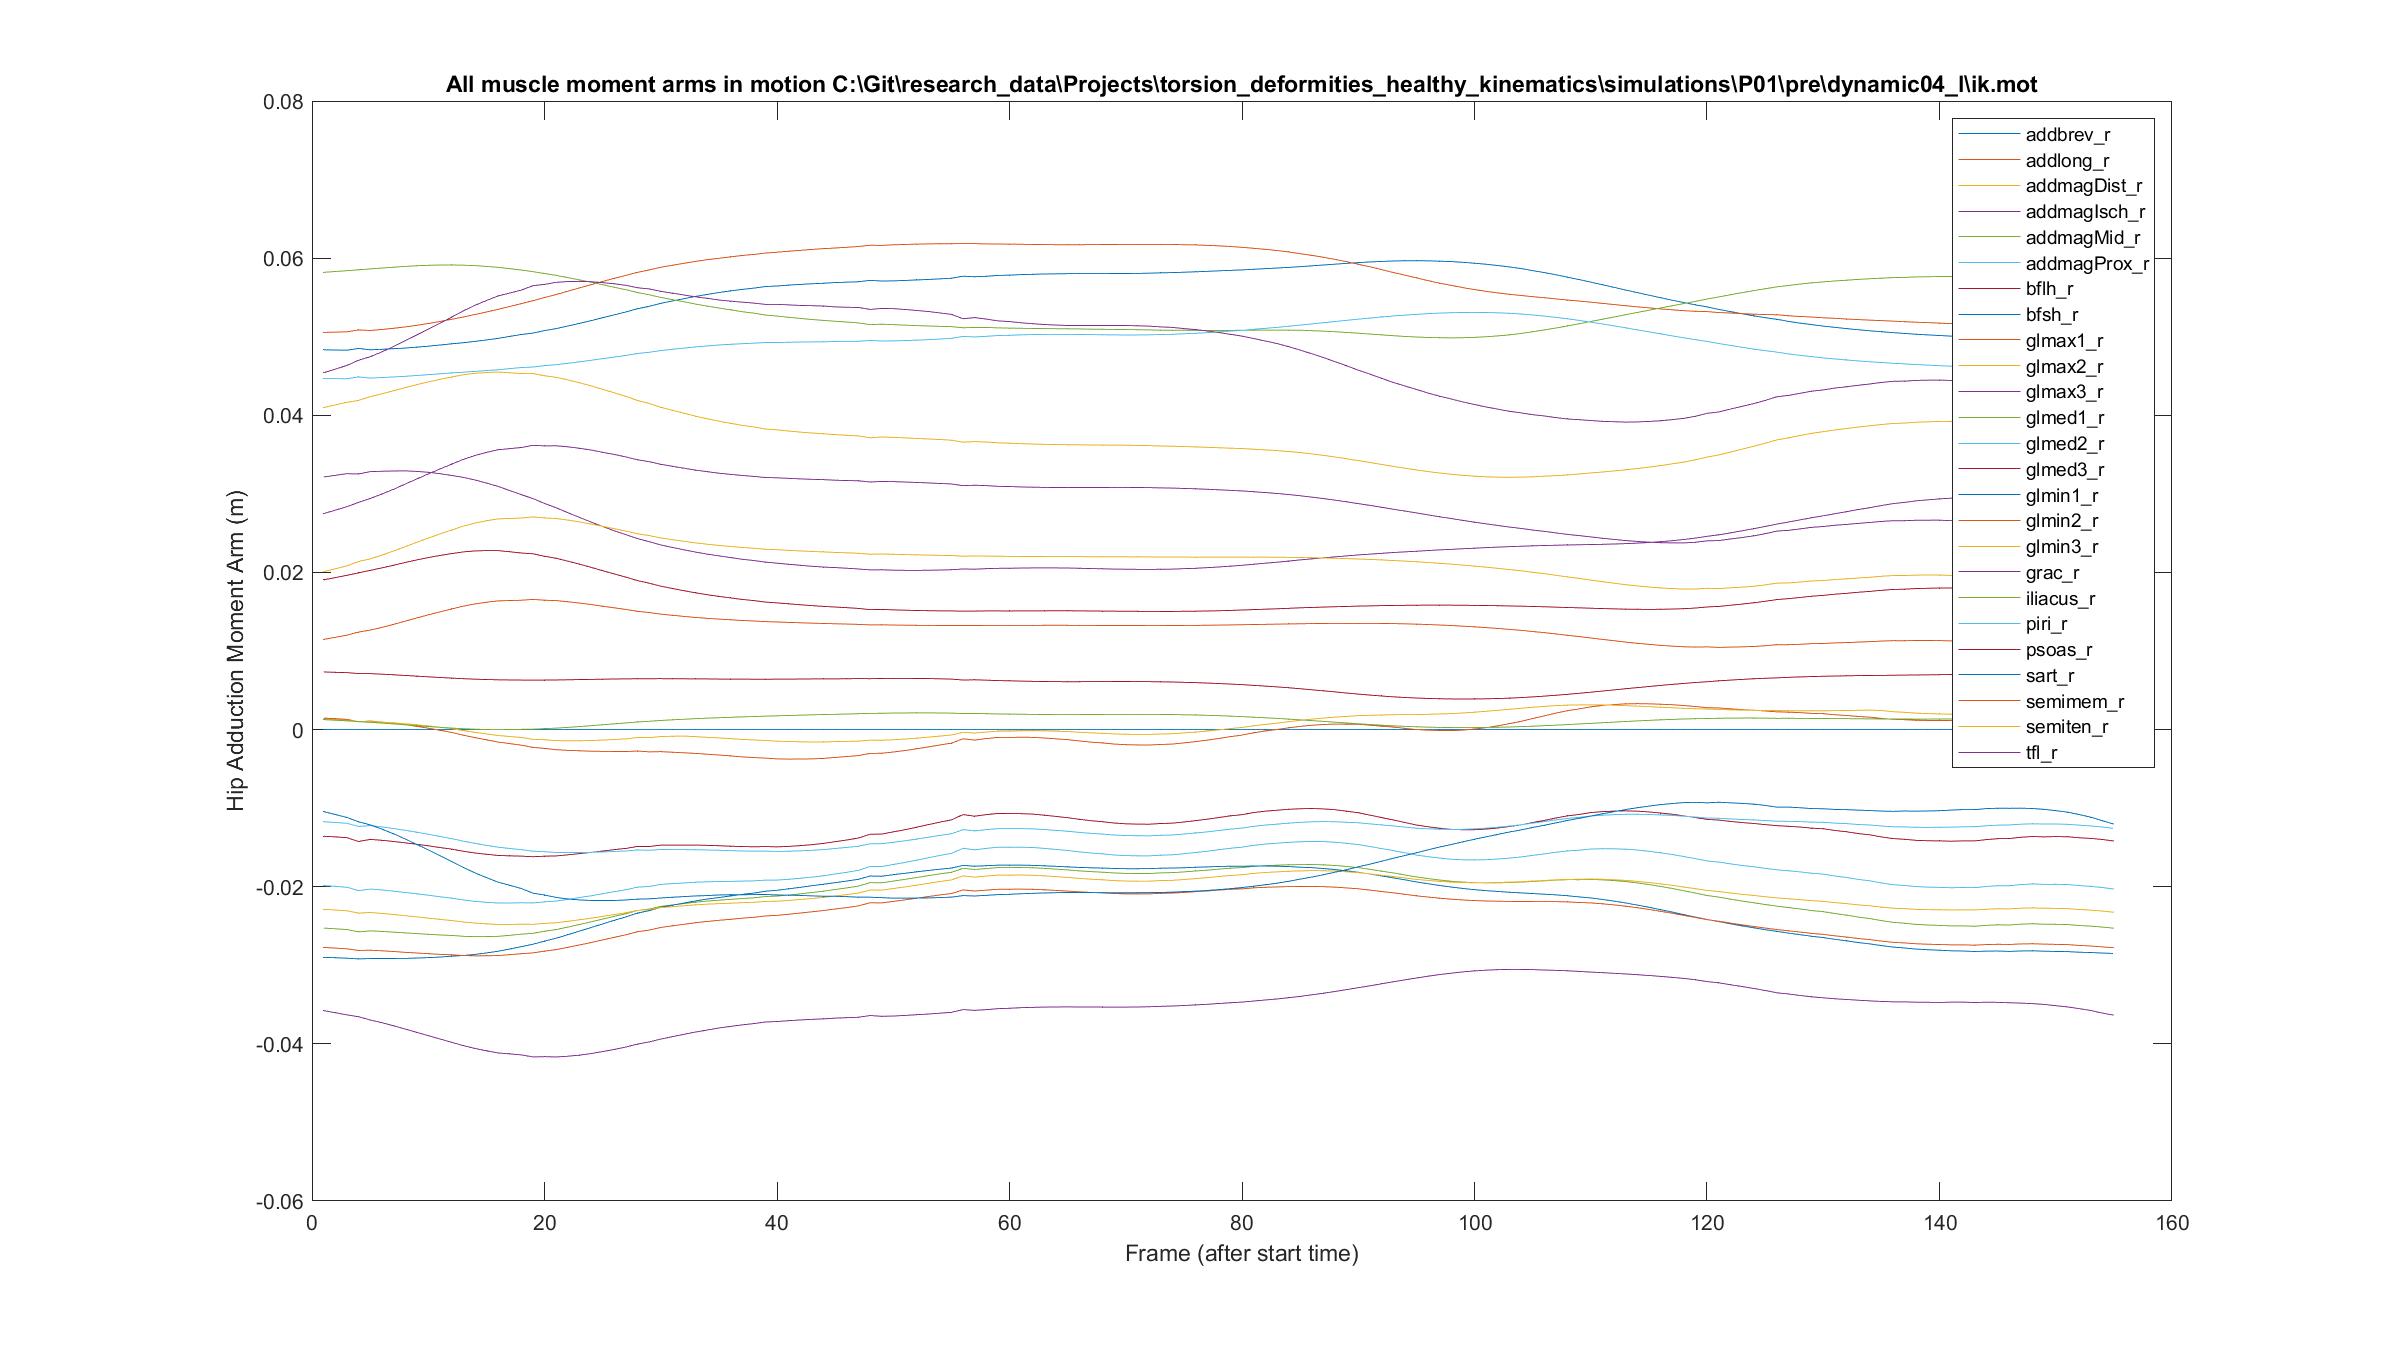 All muscle moment arms in motion C:\Git\research_data\Projects\torsion_deformities_healthy_kinematics\simulations\P01\pre\dynamic04_l\ik.mot
0.08
0.06
0.04
0.02
0
-0.02
-0.04
-0.06
Hip Adduction Moment Arm (m)
addbrev_r
addlong_r
addmagDist_r
addmagIsch_r
addmagMid_r
addmagProx_r
bflh_r
bfsh_r
glmax1_r
glmax2_r
glmax3_r
glmed1_r
glmed2_r
glmed3_r
glmin1_r
glmin2_r
glmin3_r
grac_r
iliacus_r
piri_r
psoas_r
sart_r
semimem_r
semiten_r
tfl_r
0 20 40 60 80 100 120 140 160
Frame (after start time)